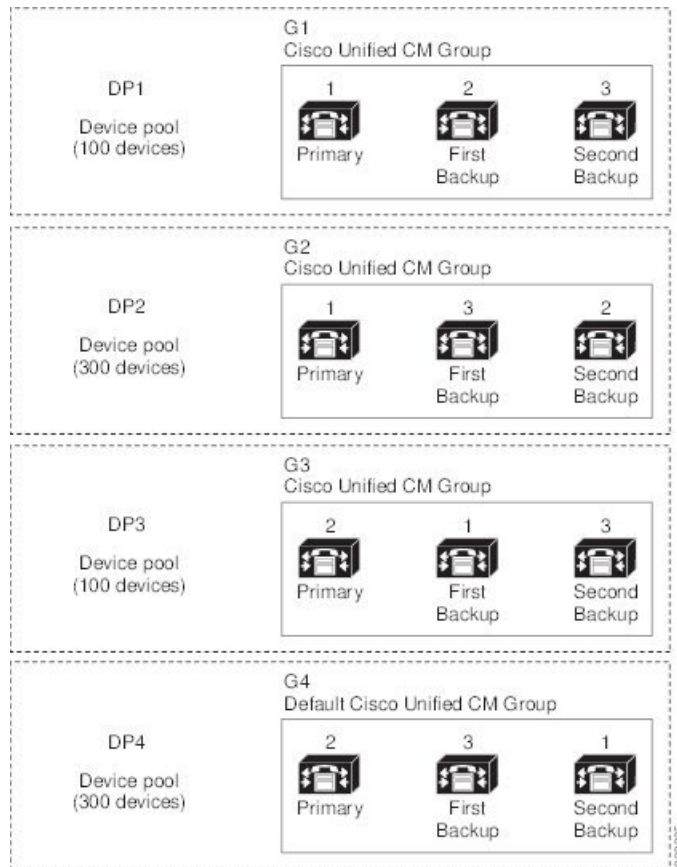 G1
Cisco Unified CM Group
DP1
Device pool
(100 devices)
1 2 3
Primary First Second
Backup Backup
G2
Cisco Unified CM Group
DP2
Device pool
(300 devices)
1 3 2
Primary First Second
Backup Backup
G3
Cisco Unified CM Group
DP3
Device pool
(100 devices)
2 1 3
Primary First Second
Backup Backup
G4
Default Cisco Unified CM Group
DP4
Device pool
(300 devices)
2 3 1
Primary First Second
Backup Backup